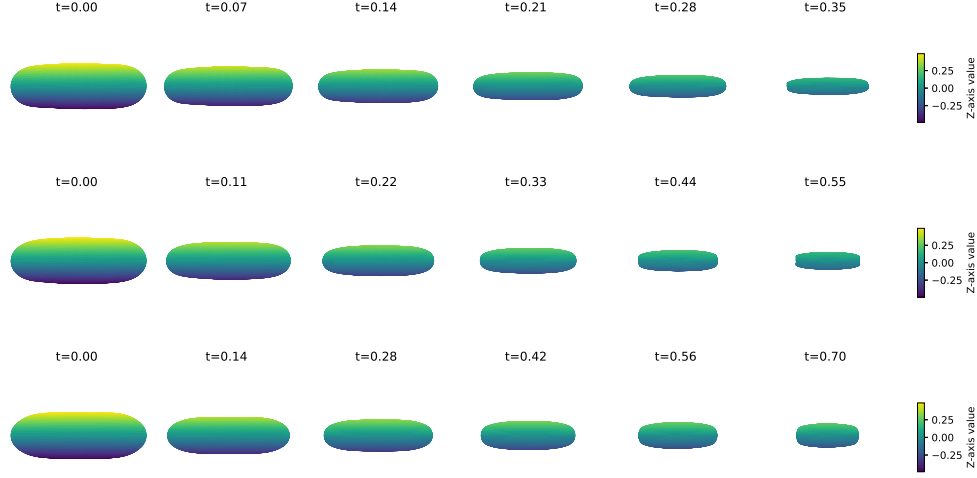 t=0.00 t=0.07 t=0.14 t=0.21 t=0.28 t=0.35
0.25
0.00
−0.25
Z-axis value
t=0.00 t=0.11 t=0.22 t=0.33 t=0.44 t=0.55
0.25
0.00
−0.25
Z-axis value
t=0.00 t=0.14 t=0.28 t=0.42 t=0.56 t=0.70
0.25
0.00
−0.25
Z-axis value